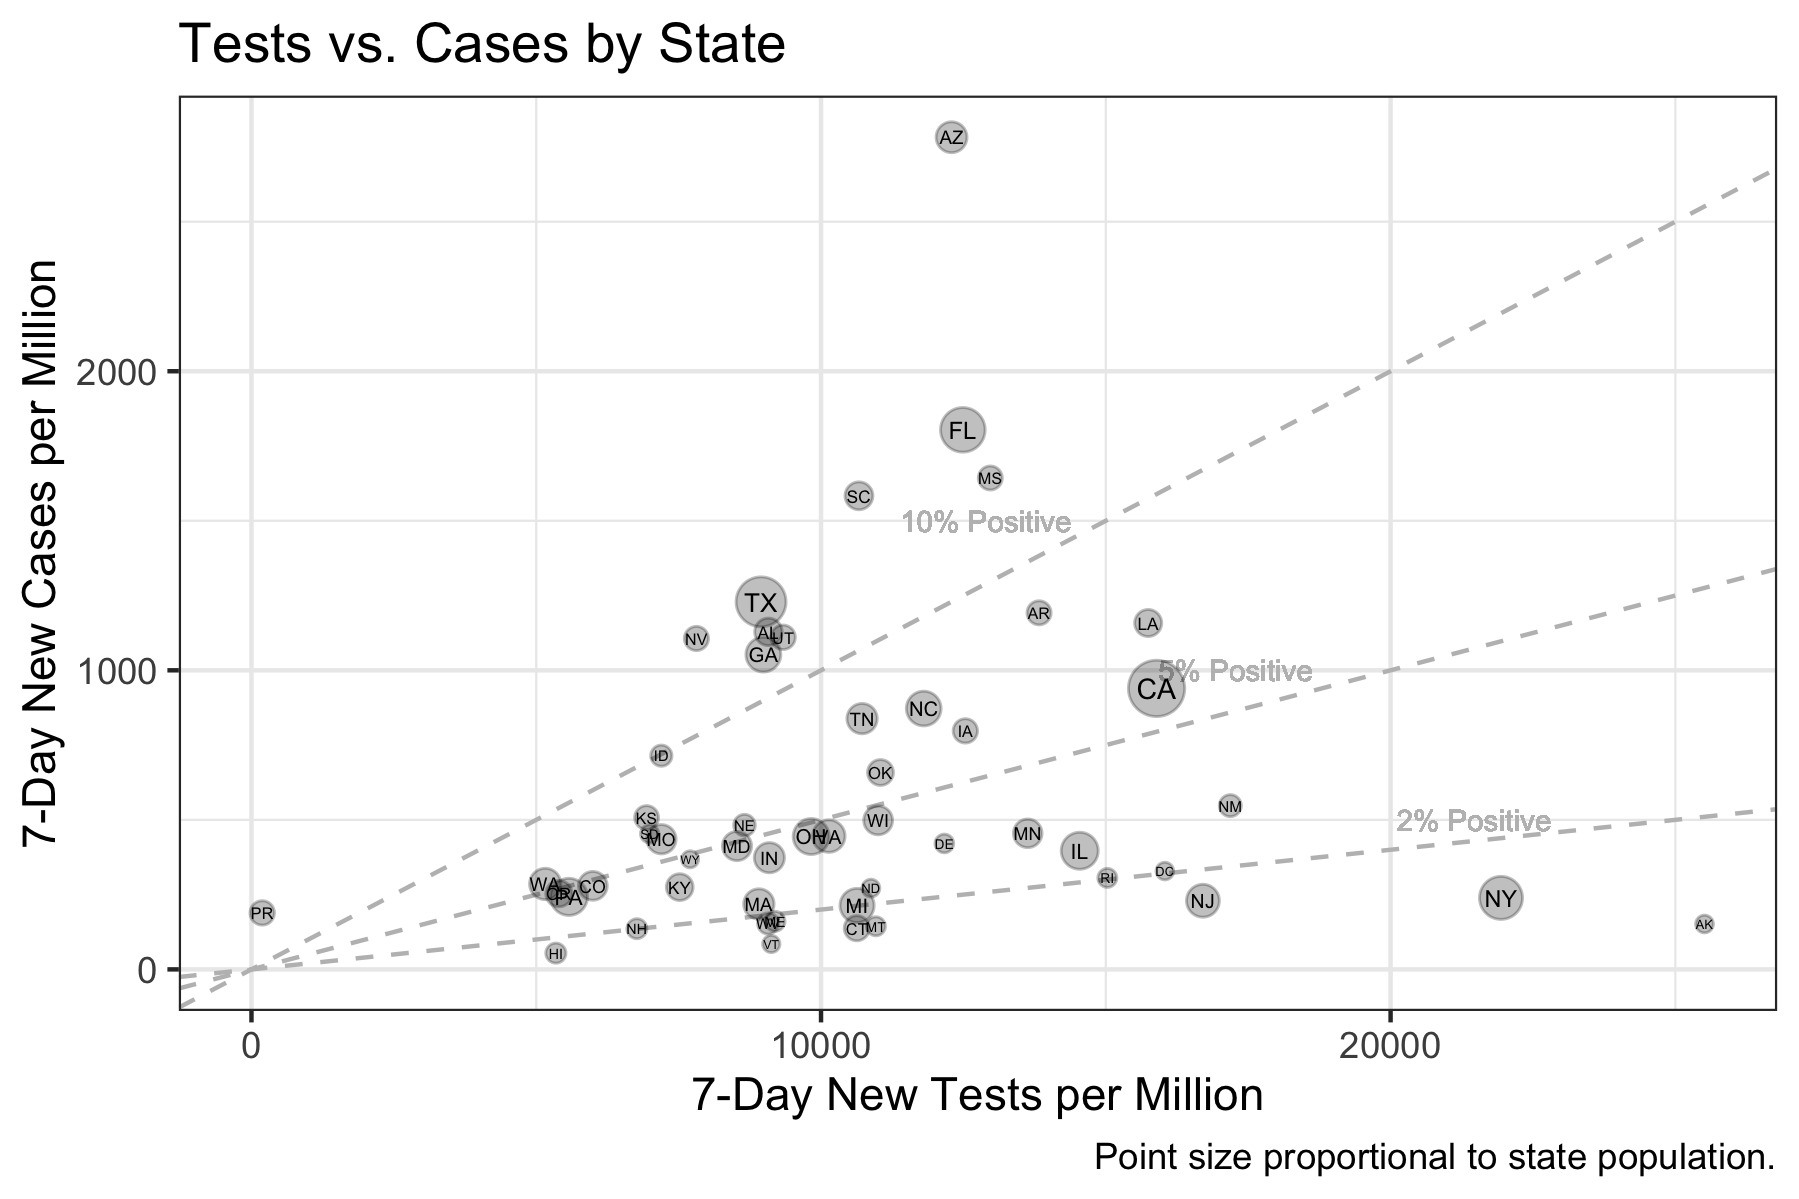 Tests vs. Cases by State
7-Day New Cases per Million
2000
1000
0
AZ
FL
MS
SC
10% Positive
TX
AR
LA
AL
UT
NV
GA
5% Positive
CA
NC
TN
IA
ID
OK
NM
KS
WI
2% Positive
NE
SD
MO
OH
VA
MN
MD
DE
IL
IN
WY
RI
DC
WA
OR
PA
CO
KY
ND
MA
MI
NJ
NY
PR
NH
WV
ME
CT
MT
AK
VT
HI
0
10000
20000
7-Day New Tests per Million
Point size proportional to state population.